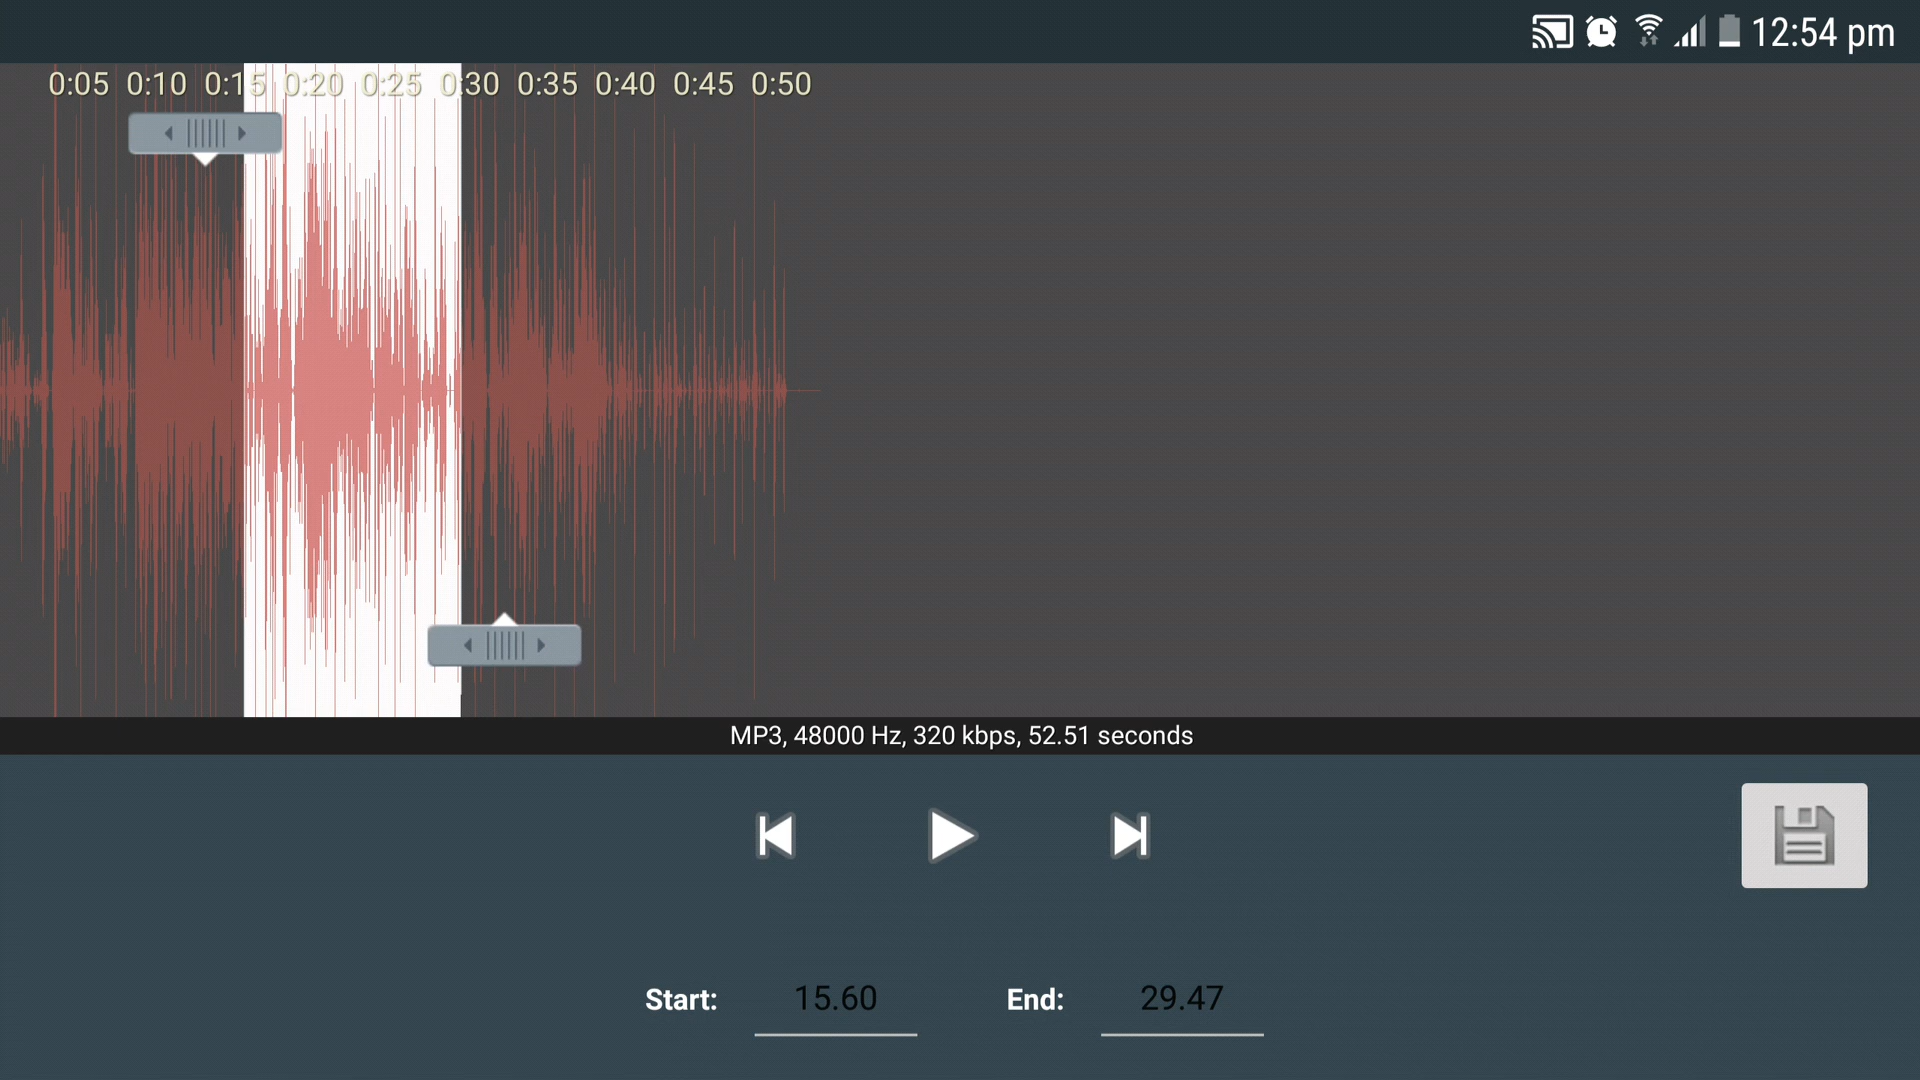 12:54 pm
0:05 0:10 0:15 0:20 0:25 0:30 0:35 0:40 0:45 0:50
MP3, 48000 Hz, 320 kbps, 52.51 seconds
Start: 15.60 End: 29.47